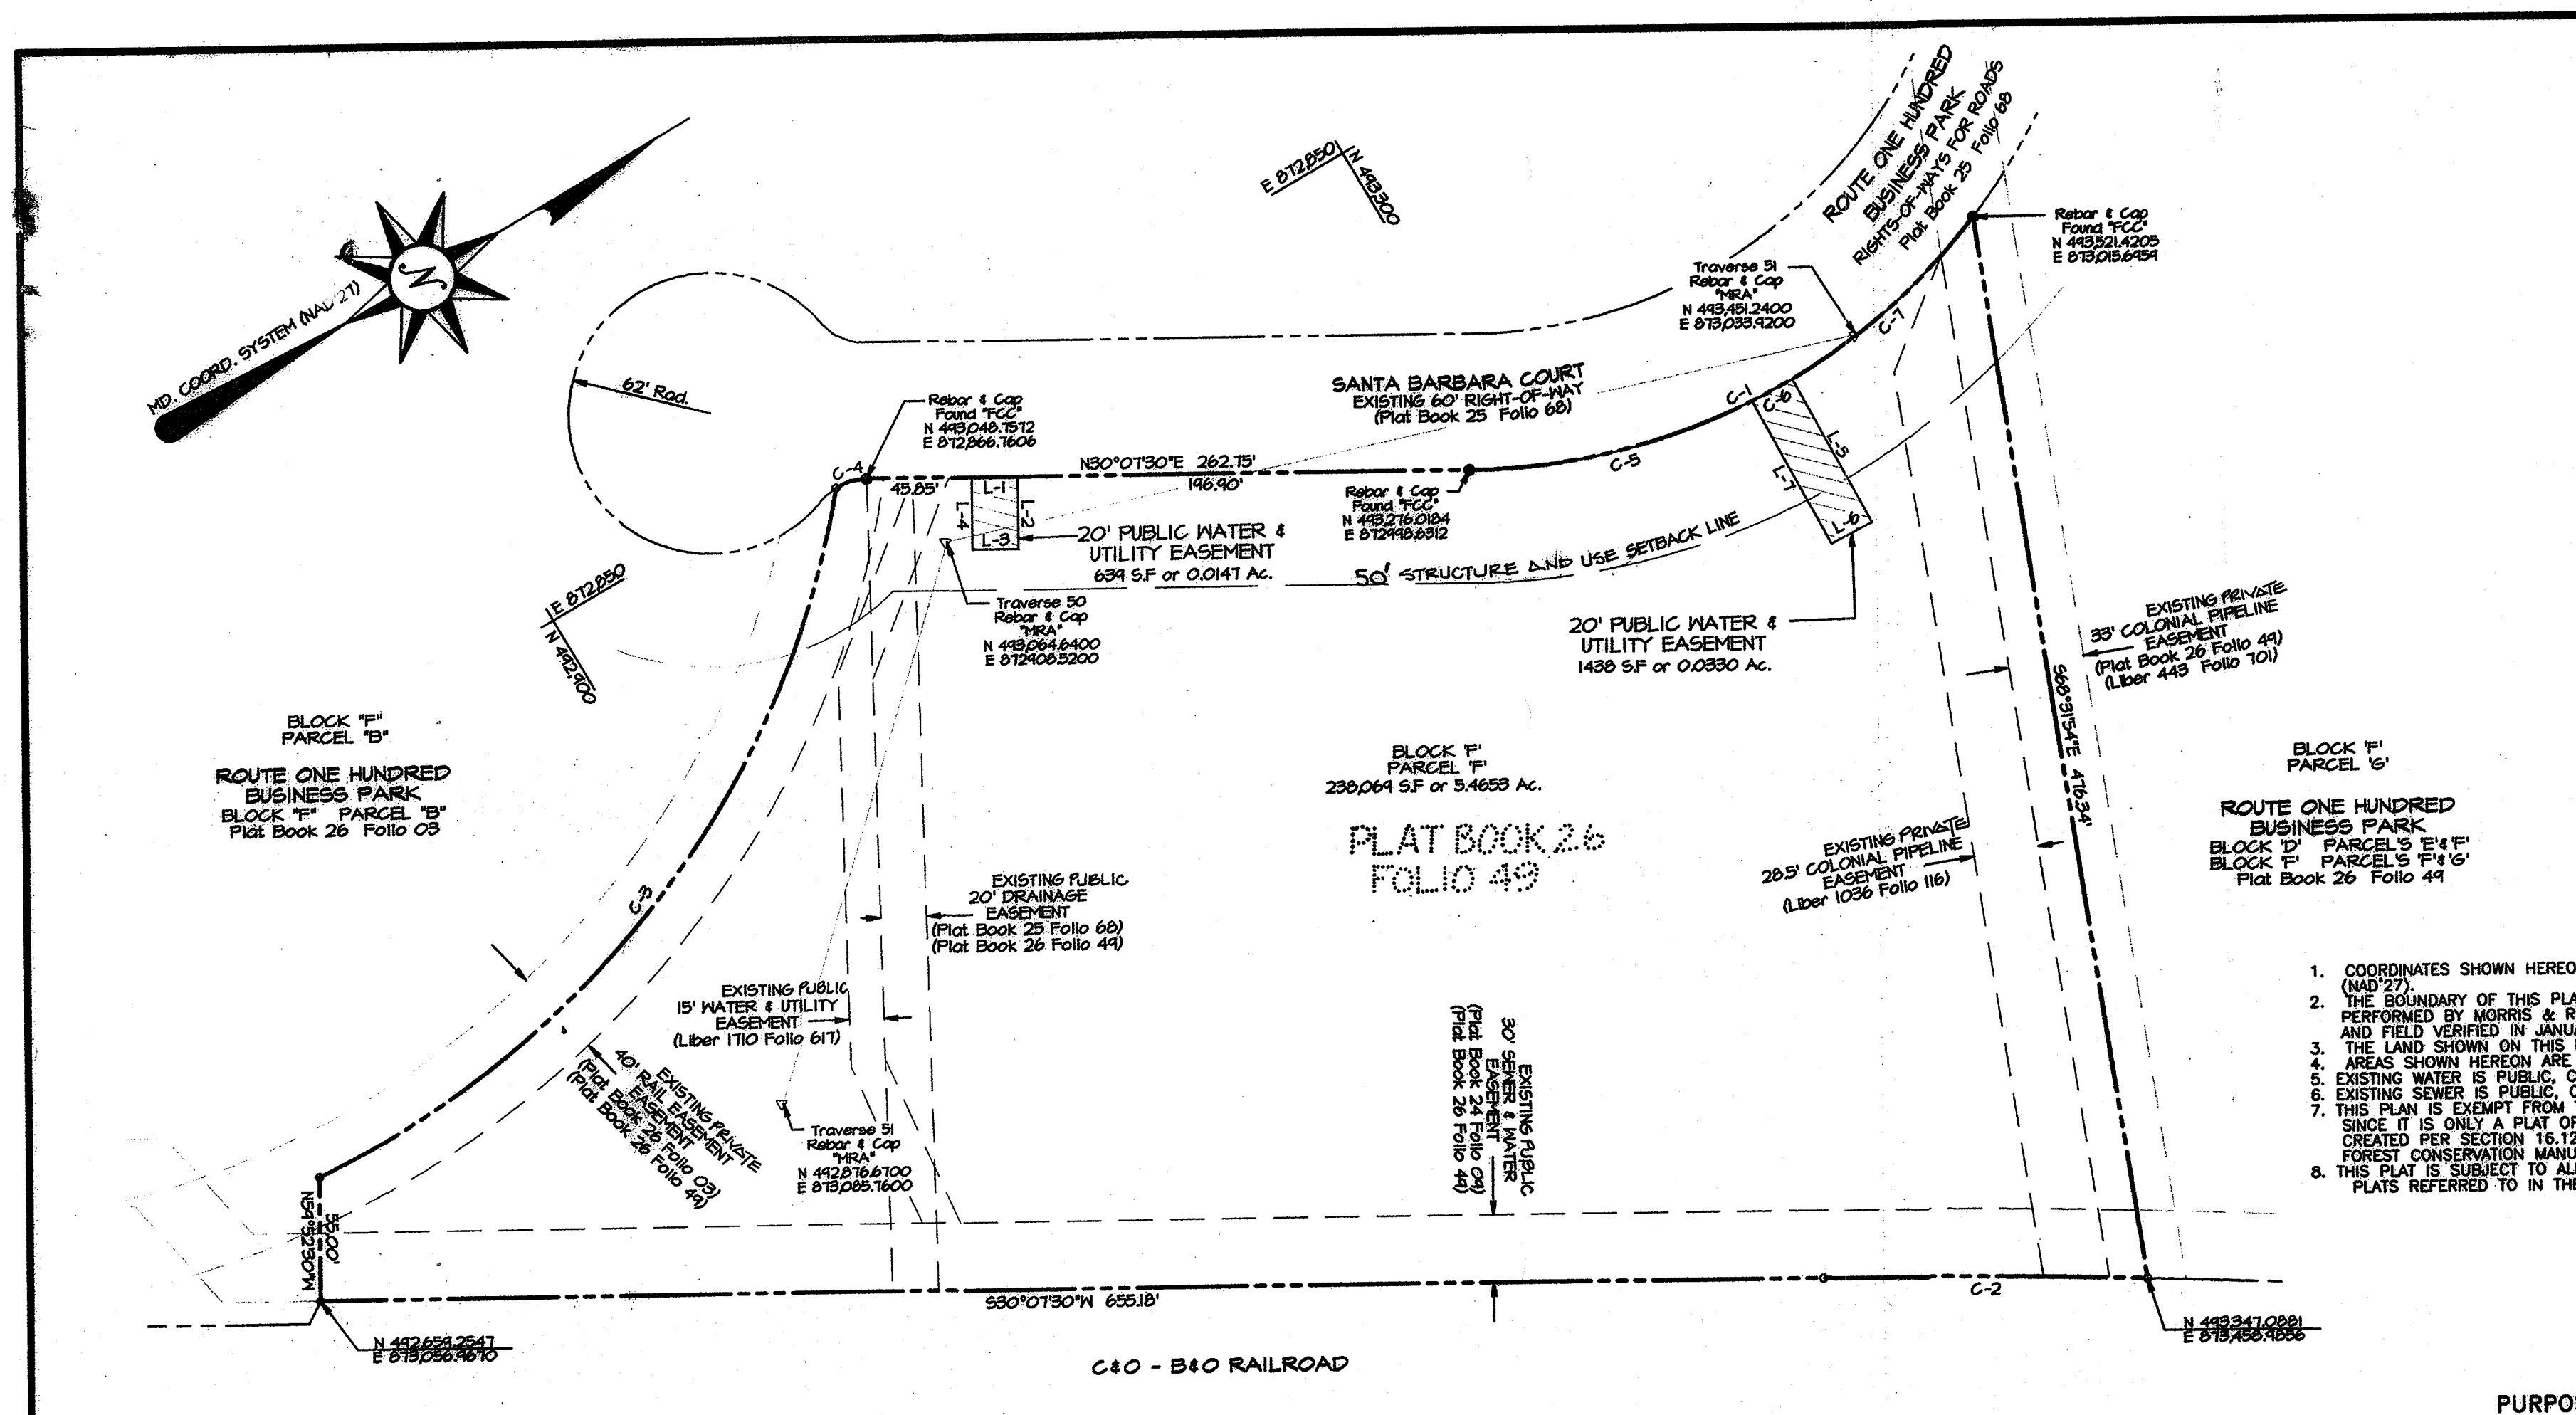 MD. COORD. SYSTEM (NAD 27)
N
62' Rad.
E 872,850
N 493,300
ROUTE ONE HUNDRED
BUSINESS PARK
RIGHTS-OF-WAYS FOR ROADS
Plat Book 25 Folio 68
Rebar & Cap
Found "FCC"
N 493,521.4205
E 873,015.6959
Traverse 51
Rebar & Cap
"MRA"
N 493,451.2400
E 873,033.9200
C-7
SANTA BARBARA COURT
EXISTING 60' RIGHT-OF-WAY
(Plat Book 25 Folio 68)
C-1
C-6
L-5
L-7
L-6
C-5
Rebar & Cap
Found "FCC"
N 493,048.7572
E 872,866.7606
C-4
N30°07'30"E 262.75'
45.85'
196.90'
L-1
L-2
L-3
L-4
Rebar & Cap
Found "FCC"
N 493,276.0184
E 872998.6312
20' PUBLIC WATER &
UTILITY EASEMENT
639 S.F or 0.0147 Ac.
50' STRUCTURE AND USE SETBACK LINE
Traverse 50
Rebar & Cap
"MRA"
N 493,064.6400
E 872908.5200
E 872,850
N 492,900
20' PUBLIC WATER &
UTILITY EASEMENT
1438 S.F or 0.0330 Ac.
EXISTING PRIVATE
33' COLONIAL PIPELINE
EASEMENT
(Plat Book 26 Folio 49)
(Liber 443 Folio 701)
S68°31'54"E 476.34'
BLOCK "F"
PARCEL "B"
ROUTE ONE HUNDRED
BUSINESS PARK
BLOCK "F" PARCEL "B"
Plat Book 26 Folio 03
BLOCK 'F'
PARCEL 'F'
238,069 S.F or 5.4653 Ac.
PLAT BOOK 26
FOLIO 49
BLOCK 'F'
PARCEL 'G'
ROUTE ONE HUNDRED
BUSINESS PARK
BLOCK 'D' PARCEL'S 'E'&'F'
BLOCK 'F' PARCEL'S 'F'&'G'
Plat Book 26 Folio 49
EXISTING PRIVATE
28.5' COLONIAL PIPELINE
EASEMENT
(Liber 1036 Folio 116)
C-3
EXISTING PUBLIC
20' DRAINAGE
EASEMENT
(Plat Book 25 Folio 68)
(Plat Book 26 Folio 49)
EXISTING PUBLIC
15' WATER & UTILITY
EASEMENT
(Liber 1710 Folio 617)
EXISTING PRIVATE
40' RAIL EASEMENT
EASEMENT
(Plat Book 26 Folio 03)
(Plat Book 26 Folio 49)
Traverse 51
Rebar & Cap
"MRA"
N 492,876.6700
E 873,085.7600
EXISTING PUBLIC
30' SEWER & WATER
EASEMENT
(Plat Book 24 Folio 09)
(Plat Book 26 Folio 49)
1. COORDINATES SHOWN HEREO
(NAD'27).
2. THE BOUNDARY OF THIS PLA
PERFORMED BY MORRIS & R
AND FIELD VERIFIED IN JANU
3. THE LAND SHOWN ON THIS
4. AREAS SHOWN HEREON ARE
5. EXISTING WATER IS PUBLIC, C
6. EXISTING SEWER IS PUBLIC,
7. THIS PLAN IS EXEMPT FROM
SINCE IT IS ONLY A PLAT OF
CREATED PER SECTION 16.12
FOREST CONSERVATION MANU
8. THIS PLAT IS SUBJECT TO AL
PLATS REFERRED TO IN THE
N59°52'30"W
55.00'
S30°07'30"W 655.18'
C-2
N 492,659.2547
E 873,056.9670
N 493,347.0881
E 873,458.9856
C&O - B&O RAILROAD
PURPO